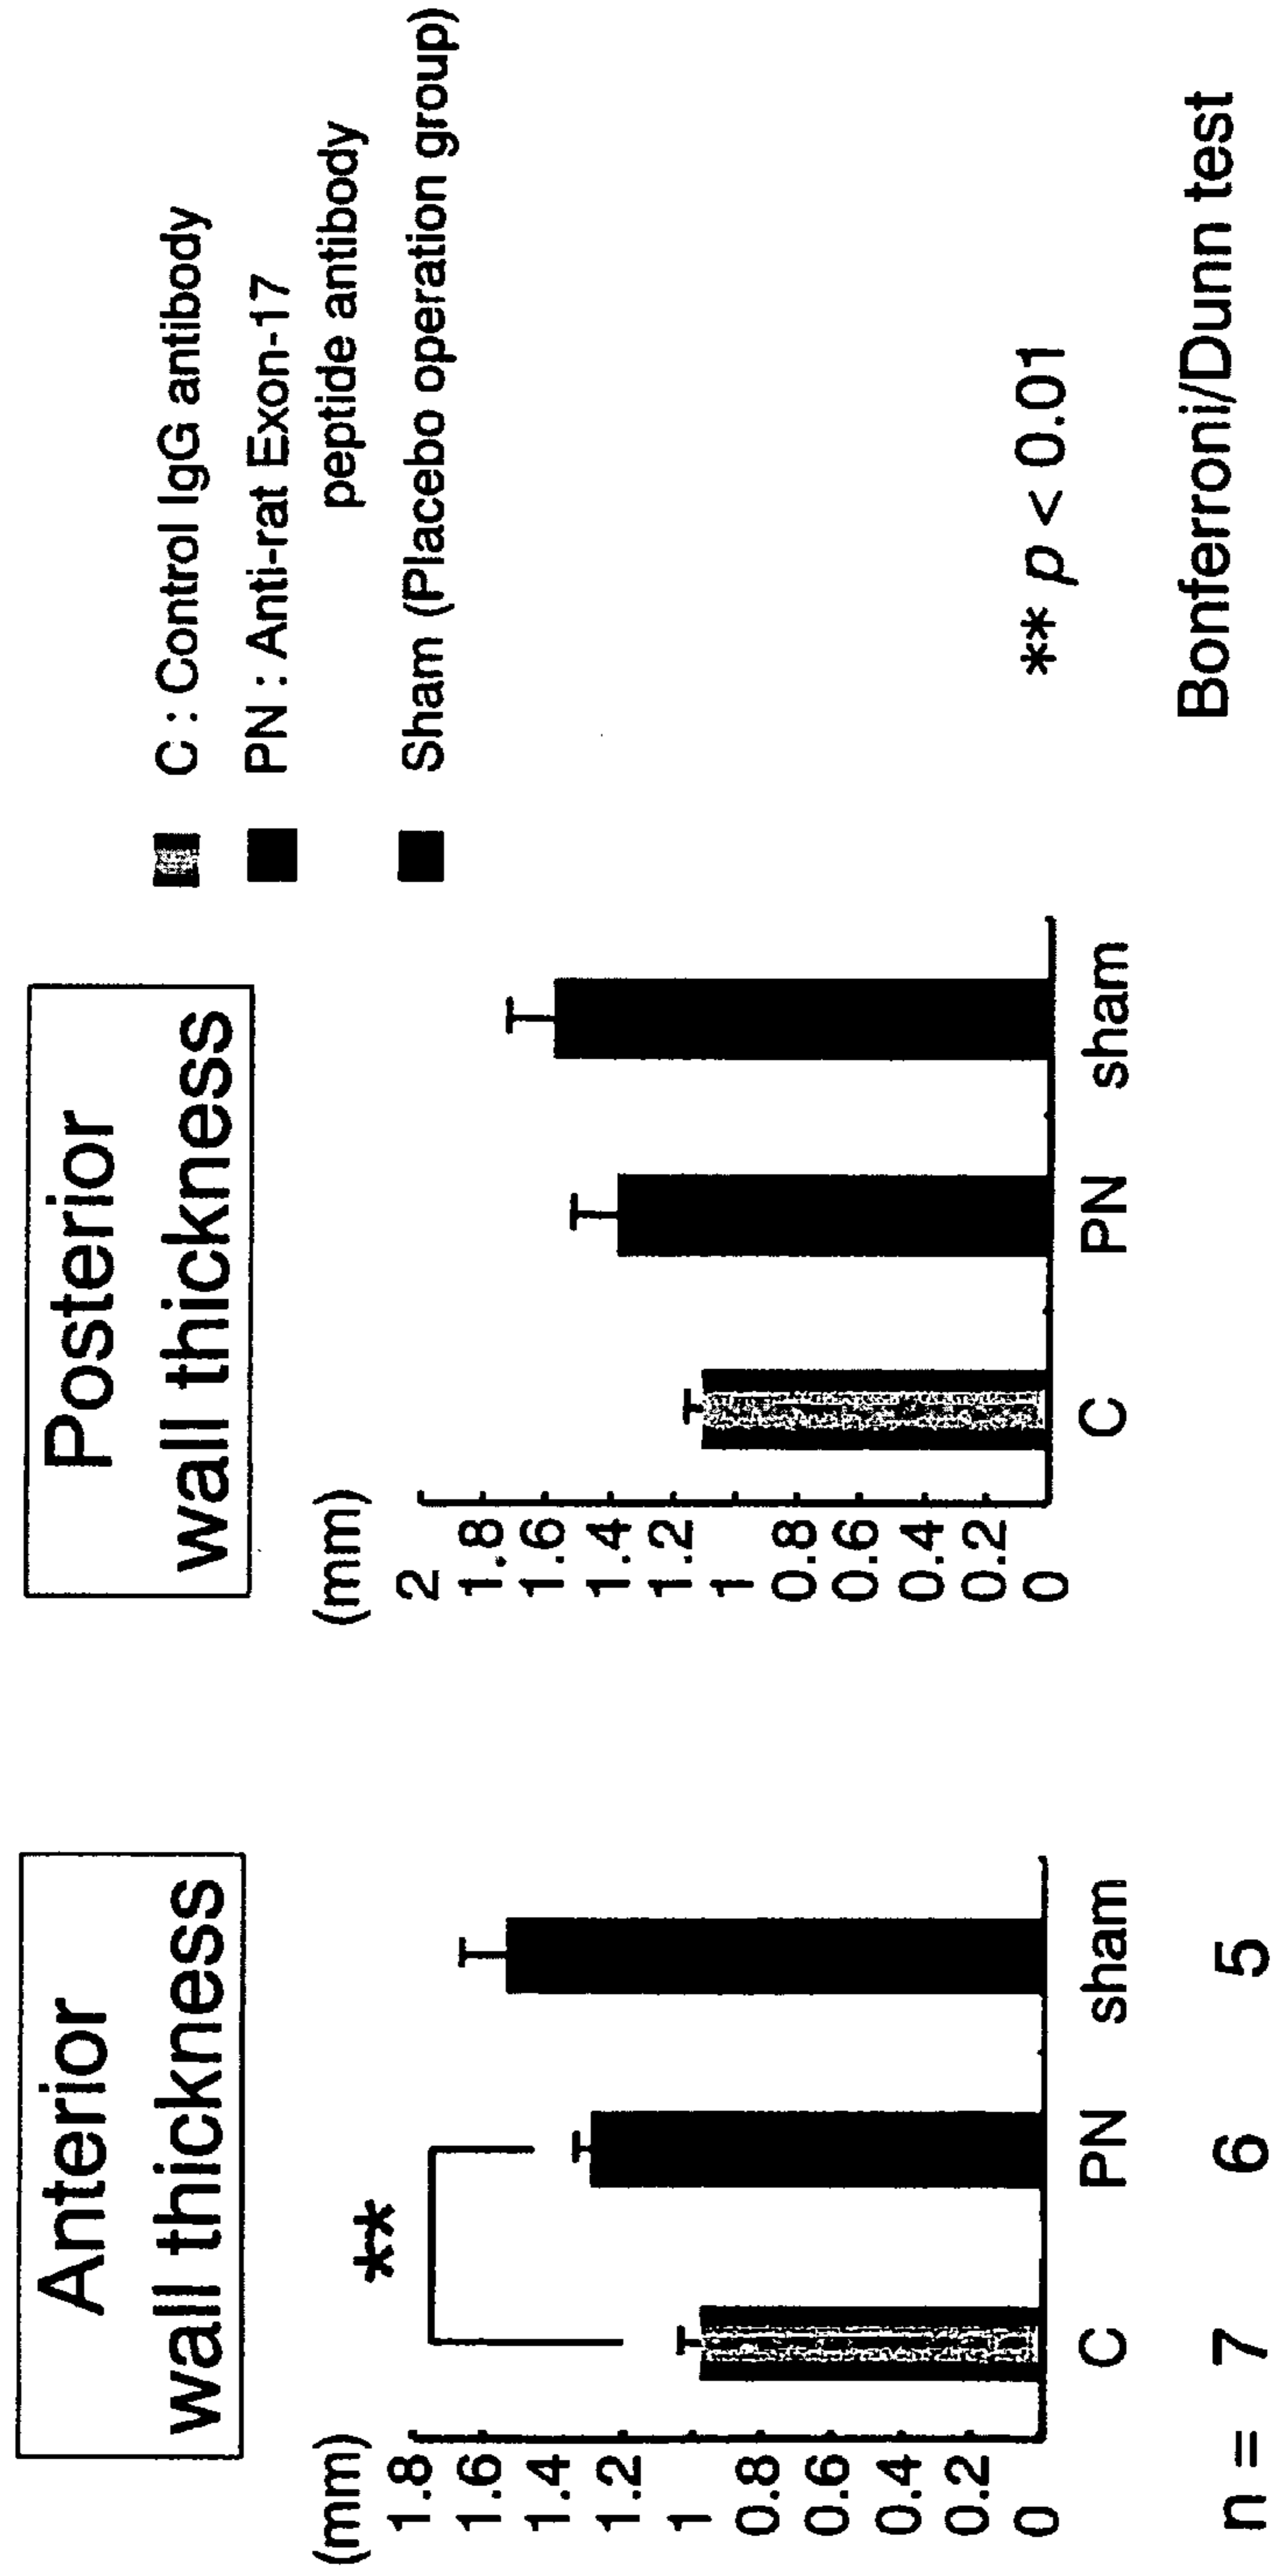 Anterior
wall thickness
(mm)
1.8
1.6
1.4
1.2
1
0.8
0.6
0.4
0.2
0
**
C PN sham
n = 7 6 5
Posterior
wall thickness
(mm)
2
1.8
1.6
1.4
1.2
1
0.8
0.6
0.4
0.2
0
C PN sham
C : Control IgG antibody
PN : Anti-rat Exon-17
peptide antibody
Sham (Placebo operation group)
** p < 0.01
Bonferroni/Dunn test